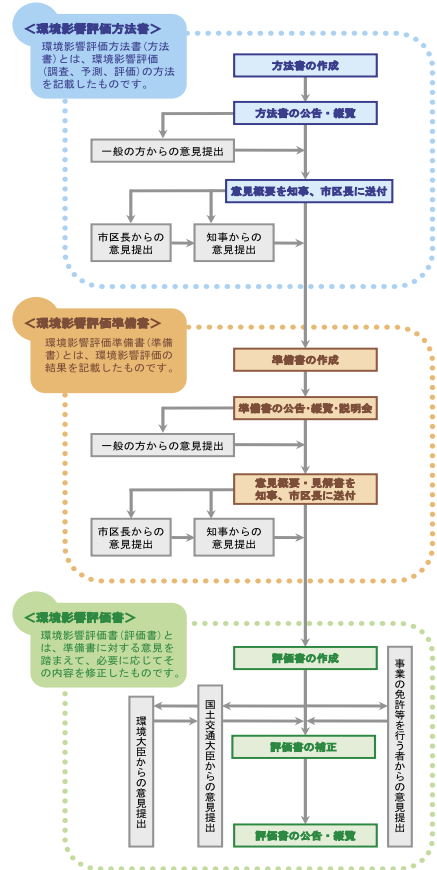 ＜環境影響評価方法書＞
環境影響評価方法書(方法
書)とは、環境影響評価
(調査、予測、評価)の方法
を記載したものです。
方法書の作成
方法書の公告・縦覧
一般の方からの意見提出
意見概要を知事、市区長に送付
市区長からの
意見提出
知事からの
意見提出
＜環境影響評価準備書＞
環境影響評価準備書(準備
書)とは、環境影響評価の
結果を記載したものです。
準備書の作成
準備書の公告・縦覧・説明会
一般の方からの意見提出
意見概要・見解書を
知事、市区長に送付
市区長からの
意見提出
知事からの
意見提出
＜環境影響評価書＞
環境影響評価書(評価書)と
は、準備書に対する意見を
踏まえて、必要に応じてそ
の内容を修正したものです。
評価書の作成
環境大臣からの意見提出
国土交通大臣からの意見提出
事業の免許等を行う者からの意見提出
評価書の補正
評価書の公告・縦覧